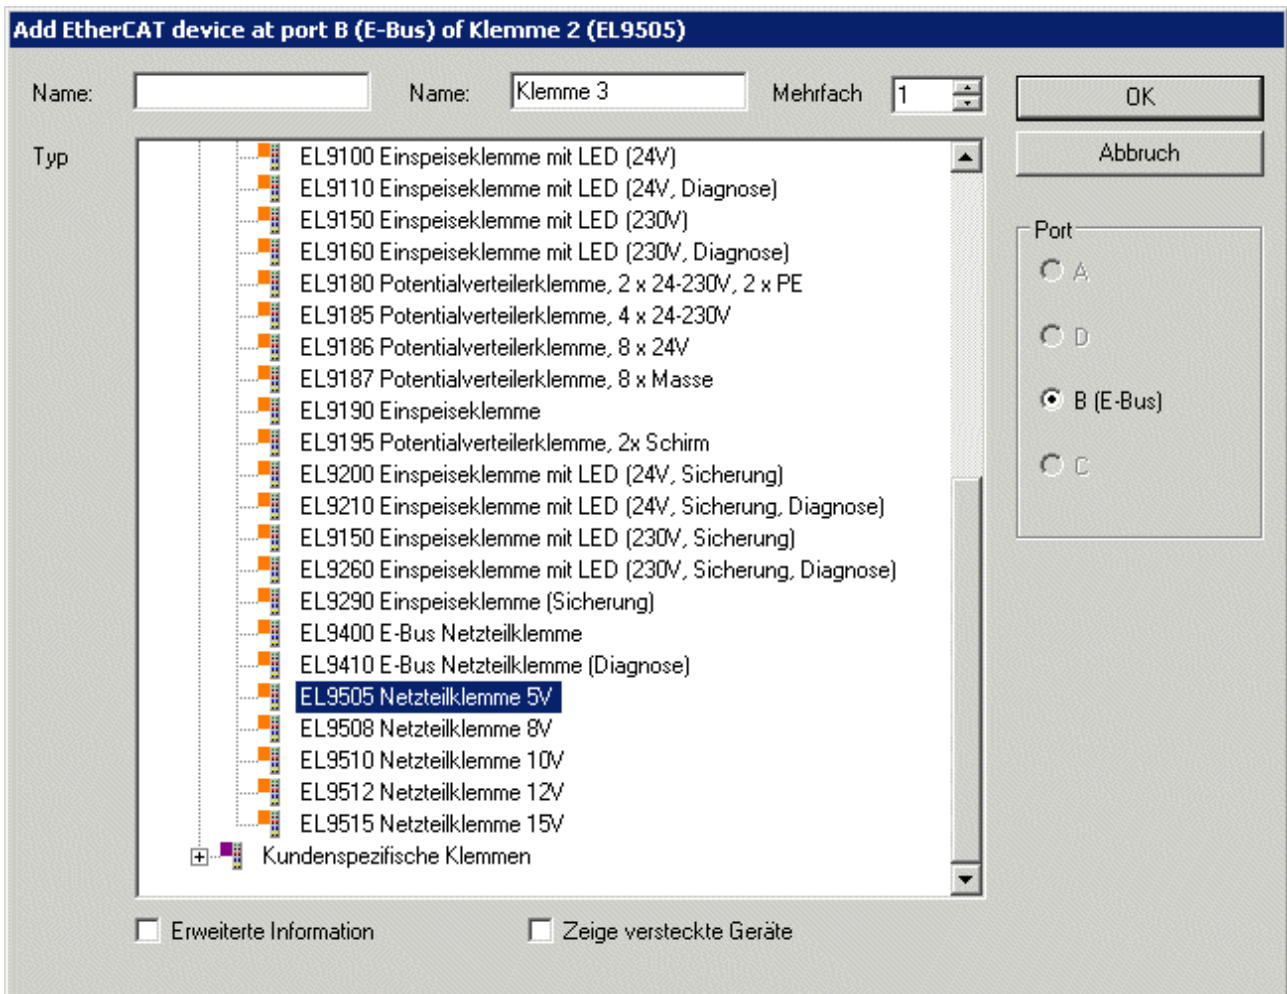 Add EtherCAT device at port B (E-Bus) of Klemme 2 (EL9505)
Name: Name: Klemme 3 Mehrfach 1 OK
Typ Abbruch
EL9100 Einspeiseklemme mit LED (24V)
EL9110 Einspeiseklemme mit LED (24V, Diagnose)
EL9150 Einspeiseklemme mit LED (230V)
EL9160 Einspeiseklemme mit LED (230V, Diagnose)
EL9180 Potentialverteilerklemme, 2 x 24-230V, 2 x PE
EL9185 Potentialverteilerklemme, 4 x 24-230V
EL9186 Potentialverteilerklemme, 8 x 24V
EL9187 Potentialverteilerklemme, 8 x Masse
EL9190 Einspeiseklemme
EL9195 Potentialverteilerklemme, 2x Schirm
EL9200 Einspeiseklemme mit LED (24V, Sicherung)
EL9210 Einspeiseklemme mit LED (24V, Sicherung, Diagnose)
EL9150 Einspeiseklemme mit LED (230V, Sicherung)
EL9260 Einspeiseklemme mit LED (230V, Sicherung, Diagnose)
EL9290 Einspeiseklemme (Sicherung)
EL9400 E-Bus Netzteilklemme
EL9410 E-Bus Netzteilklemme (Diagnose)
EL9505 Netzteilklemme 5V
EL9508 Netzteilklemme 8V
EL9510 Netzteilklemme 10V
EL9512 Netzteilklemme 12V
EL9515 Netzteilklemme 15V
Kundenspezifische Klemmen
Port
A
D
B (E-Bus)
C
Erweiterte Information Zeige versteckte Geräte